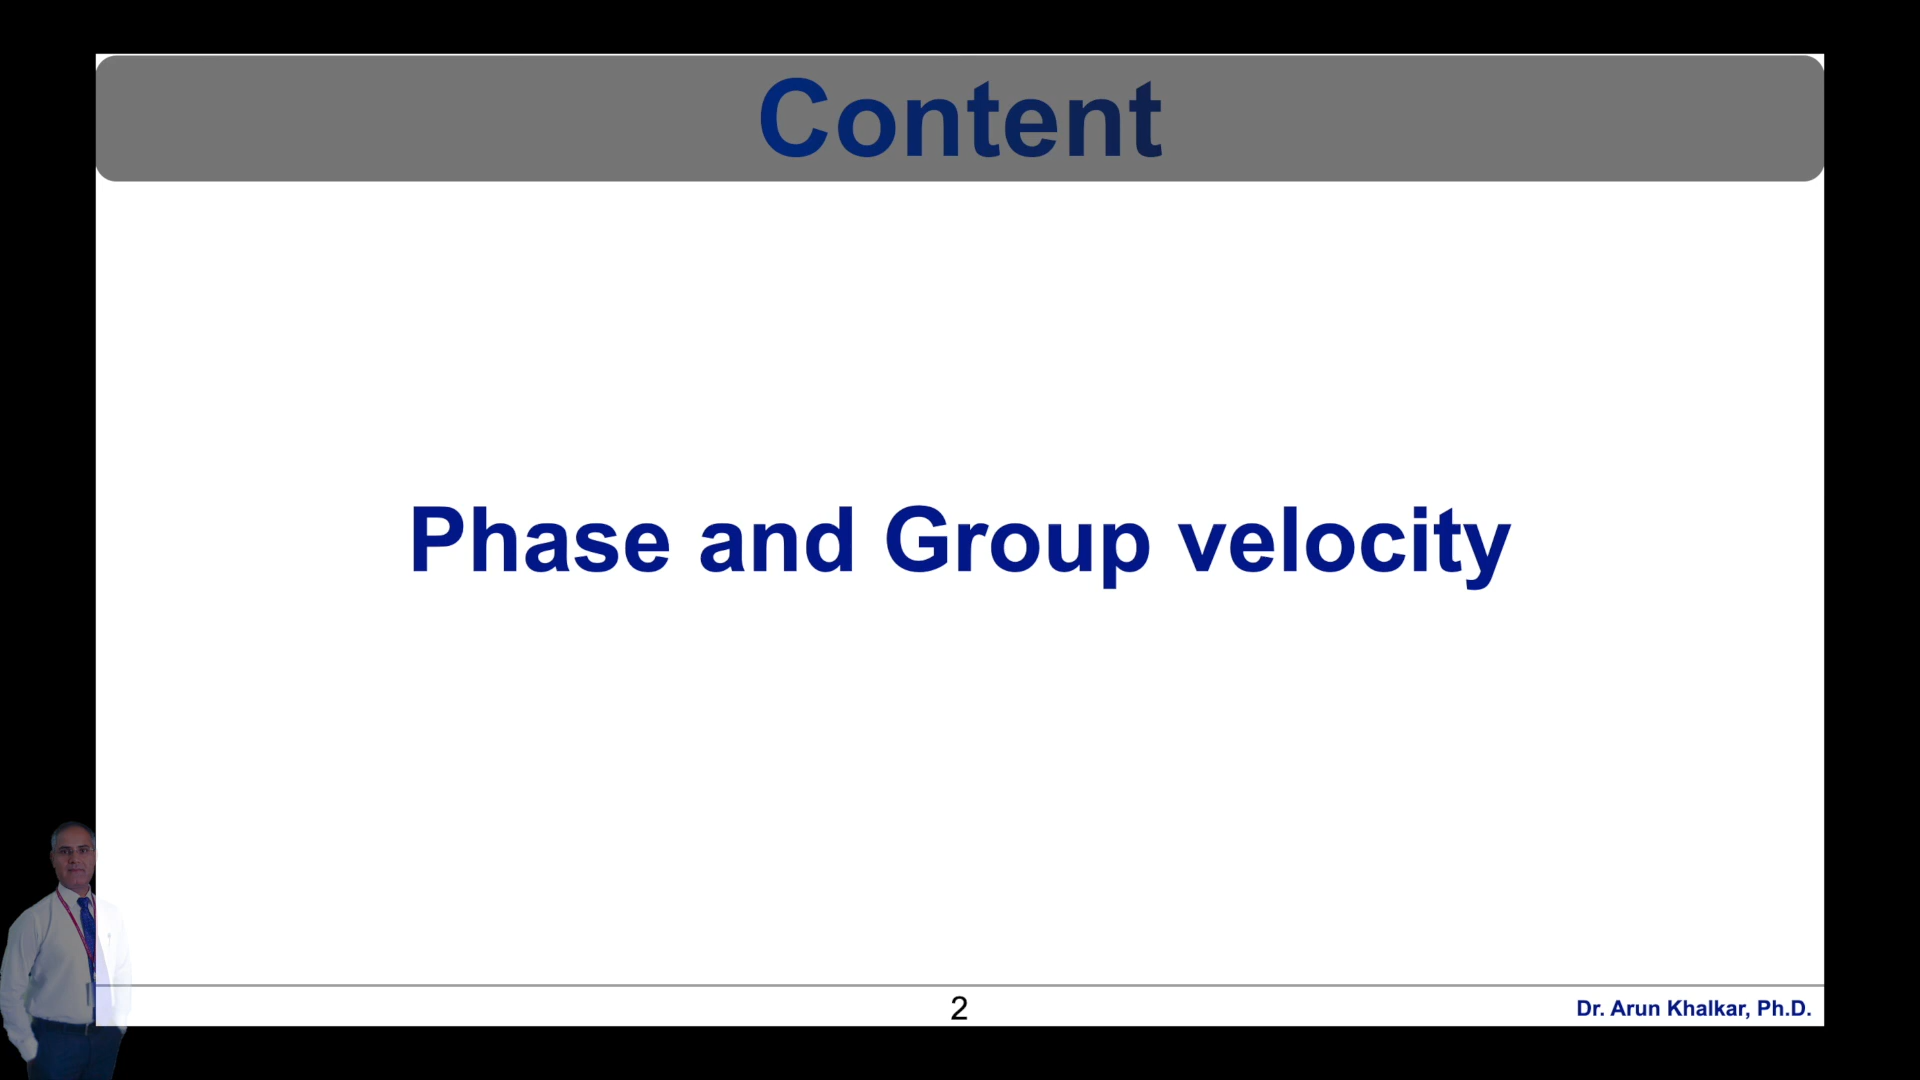 Content
Phase and Group velocity
2
Dr. Arun Khalkar, Ph.D.